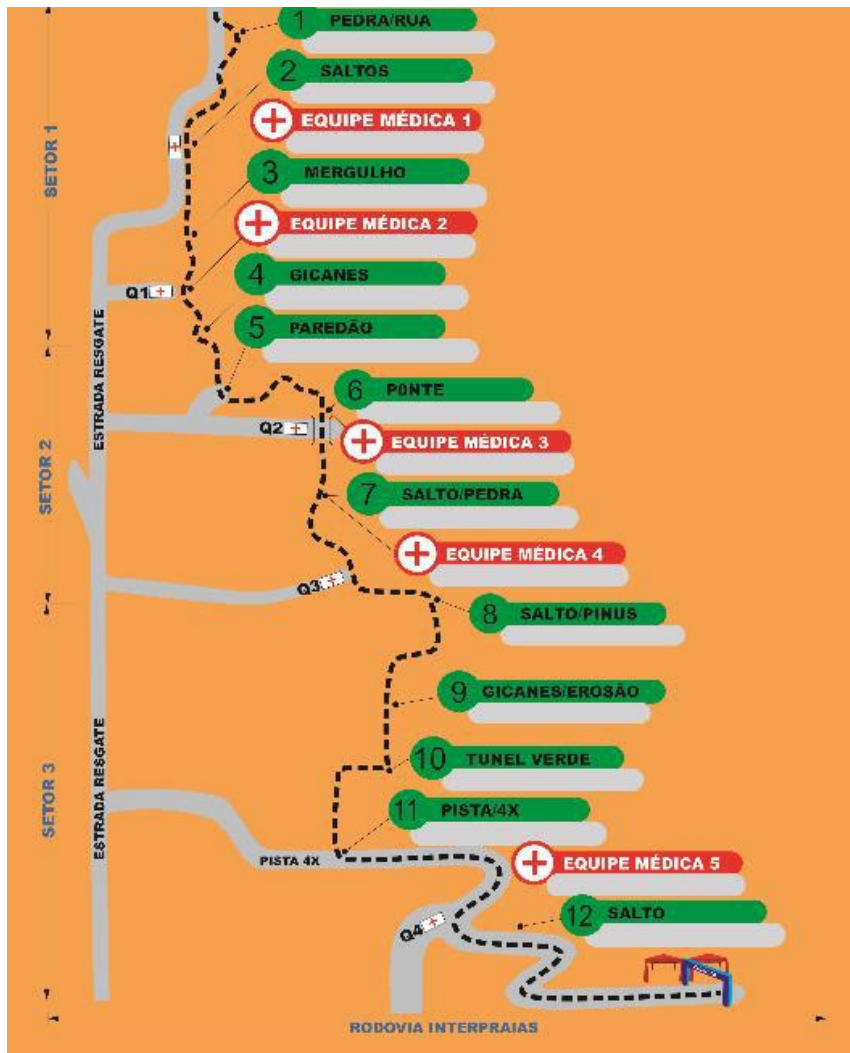 1 PEDRA/RUA
2 SALTOS
EQUIPE MÉDICA 1
SETOR 1
3 MERGULHO
EQUIPE MÉDICA 2
4 GICANES
Q1
5 PAREDÃO
ESTRADA RESGATE
6 P0NTE
Q2
EQUIPE MÉDICA 3
SETOR 2
7 SALTO/PEDRA
EQUIPE MÉDICA 4
Q3
8 SALTO/PINUS
9 GICANES/EROSÃO
10 TUNEL VERDE
ESTRADA RESGATE
SETOR 3
11 PISTA/4X
PISTA 4X
EQUIPE MÉDICA 5
12 SALTO
Q4
RODOVIA INTERPRAIAS